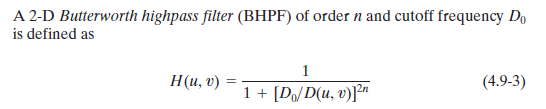 A 2-D Butterworth highpass filter (BHPF) of order n and cutoff frequency D₀
is defined as
H(u, v) = 1 / (1 + [D₀/D(u, v)]²ⁿ) (4.9-3)